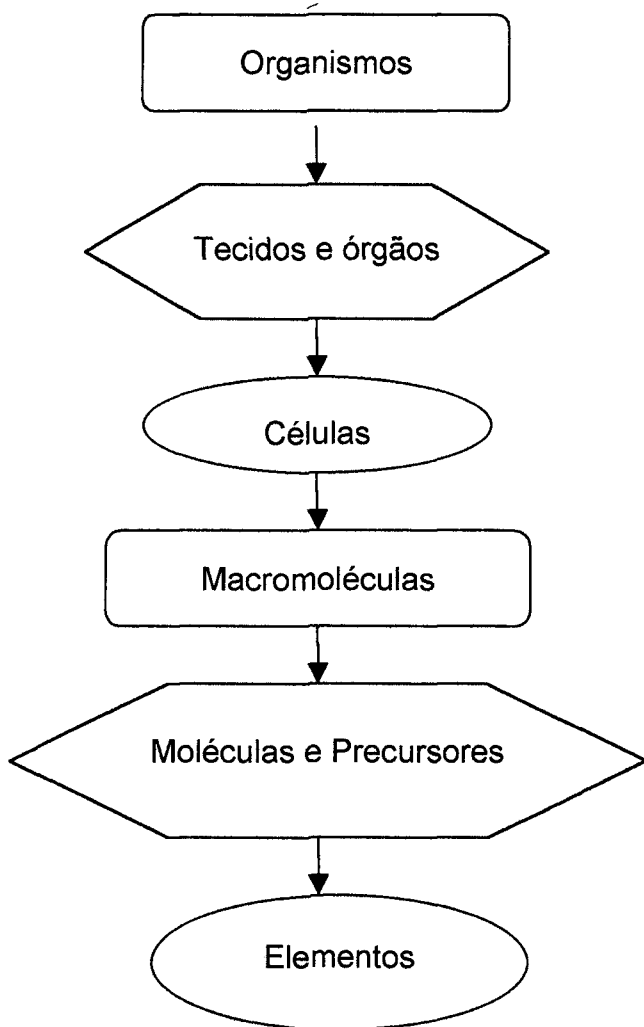 Organismos
Tecidos e órgãos
Células
Macromoléculas
Moléculas e Precursores
Elementos